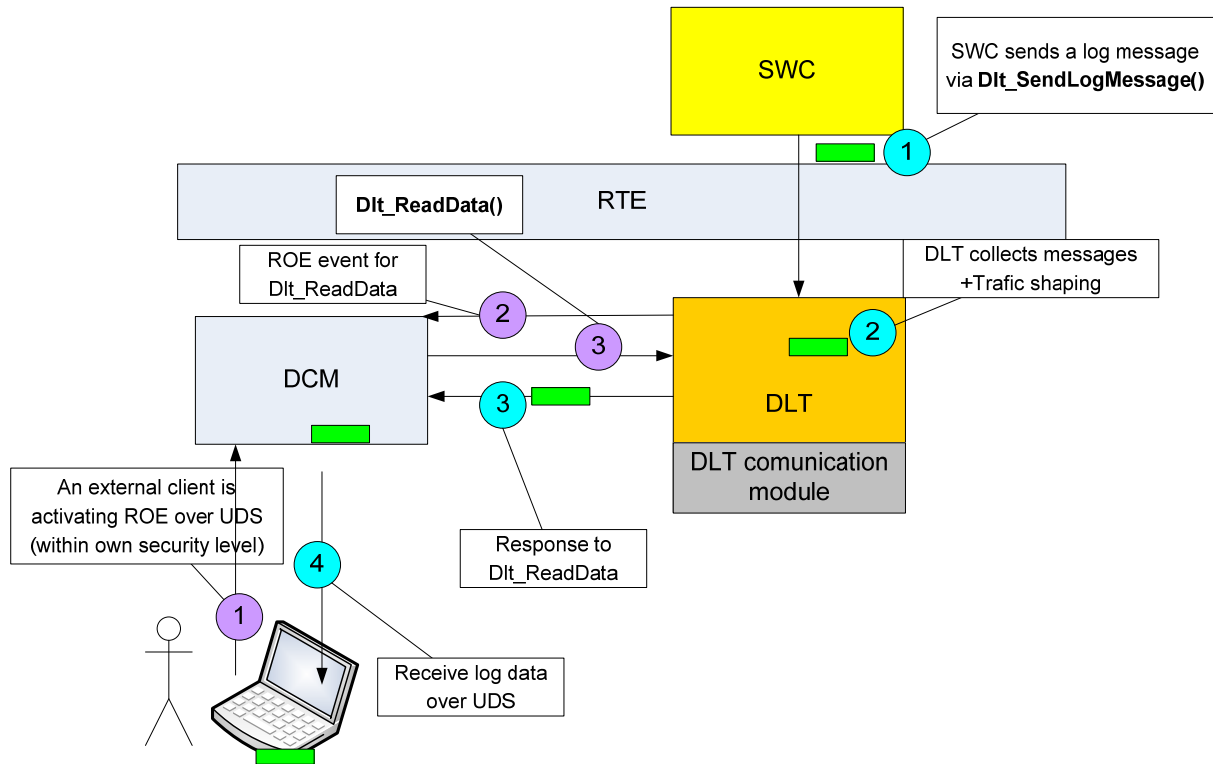 SWC
SWC sends a log message
via Dlt_SendLogMessage()
1
RTE
Dlt_ReadData()
ROE event for
Dlt_ReadData
DLT collects messages
+Trafic shaping
2
3
2
DCM
3
DLT
DLT comunication
module
An external client is
activating ROE over UDS
(within own security level)
Response to
Dlt_ReadData
4
1
Receive log data
over UDS